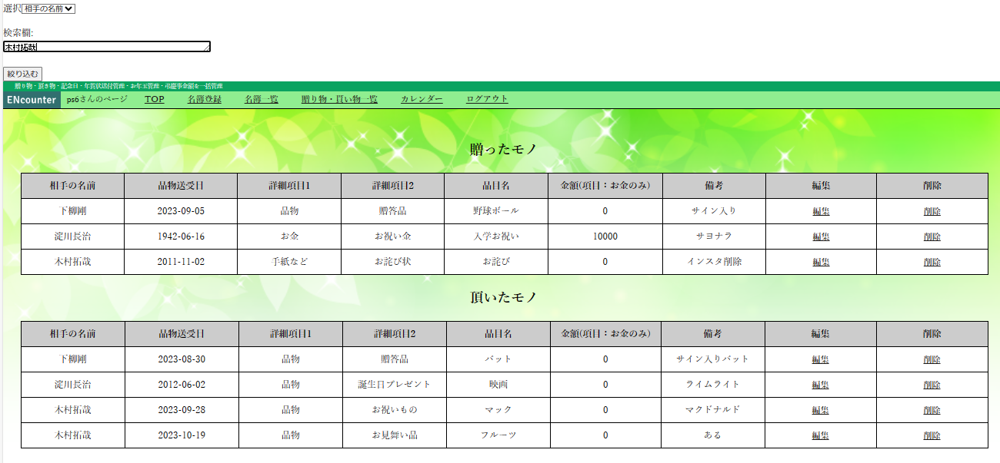 選択 相手の名前
検索欄:
木村拓哉
絞り込む
贈り物・頂き物・記念日・年賀状送付管理・お年玉管理・弔慶事金額を一括管理
ENcounter ps6さんのページ TOP 名簿登録 名簿一覧 贈り物・貰い物一覧 カレンダー ログアウト
贈ったモノ
相手の名前 品物送受日 詳細項目1 詳細項目2 品目名 金額(項目：お金のみ) 備考 編集 削除
下柳剛 2023-09-05 品物 贈答品 野球ボール 0 サイン入り 編集 削除
淀川長治 1942-06-16 お金 お祝い金 入学お祝い 10000 サヨナラ 編集 削除
木村拓哉 2011-11-02 手紙など お詫び状 お詫び 0 インスタ削除 編集 削除
頂いたモノ
相手の名前 品物送受日 詳細項目1 詳細項目2 品目名 金額(項目：お金のみ) 備考 編集 削除
下柳剛 2023-08-30 品物 贈答品 バット 0 サイン入りバット 編集 削除
淀川長治 2012-06-02 品物 誕生日プレゼント 映画 0 ライムライト 編集 削除
木村拓哉 2023-09-28 品物 お祝いもの マック 0 マクドナルド 編集 削除
木村拓哉 2023-10-19 品物 お見舞い品 フルーツ 0 ある 編集 削除